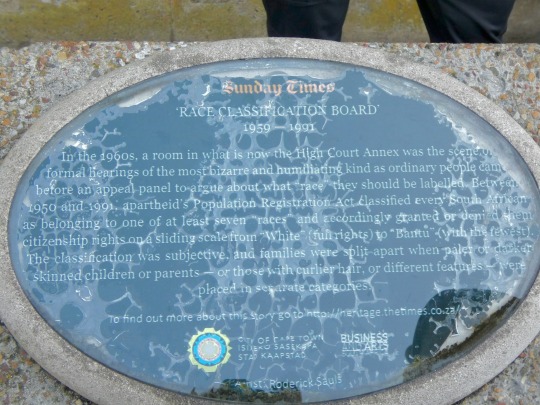 Sunday Times
'RACE CLASSIFICATION BOARD'
1959 — 1991
In the 1960s, a room in what is now the High Court Annex was the scene of
formal hearings of the most bizarre and humiliating kind as ordinary people came
before an appeal panel to argue about what "race" they should be labelled. Between
1950 and 1991, apartheid's Population Registration Act classified every South African
as belonging to one of at least seven "races" and accordingly granted or denied them
citizenship rights on a sliding scale from "White" (full rights) to "Bantu" (with the fewest).
The classification was subjective, and families were split apart when paler or darker
skinned children or parents — or those with curlier hair, or different features — were
placed in separate categories.
To find out more about this story go to http://heritage.thetimes.co.za
CITY OF CAPE TOWN
ISIXEKO SASEKAPA
STAD KAAPSTAD
BUSINESS
ARTS
Artist: Roderick Sauls